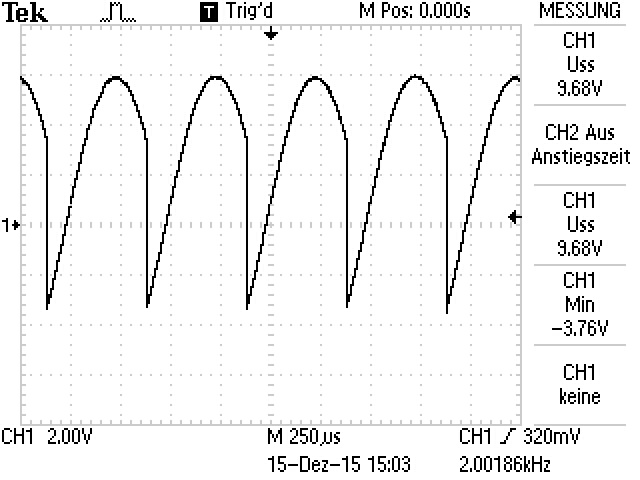 Tek T Trig'd M Pos: 0.000s MESSUNG
CH1
Uss
9.68V
CH2 Aus
Anstiegszeit
1
CH1
Uss
9.68V
CH1
Min
−3.76V
CH1
keine
CH1 2.00V M 250µs CH1 320mV
15-Dez-15 15:03 2.00186kHz